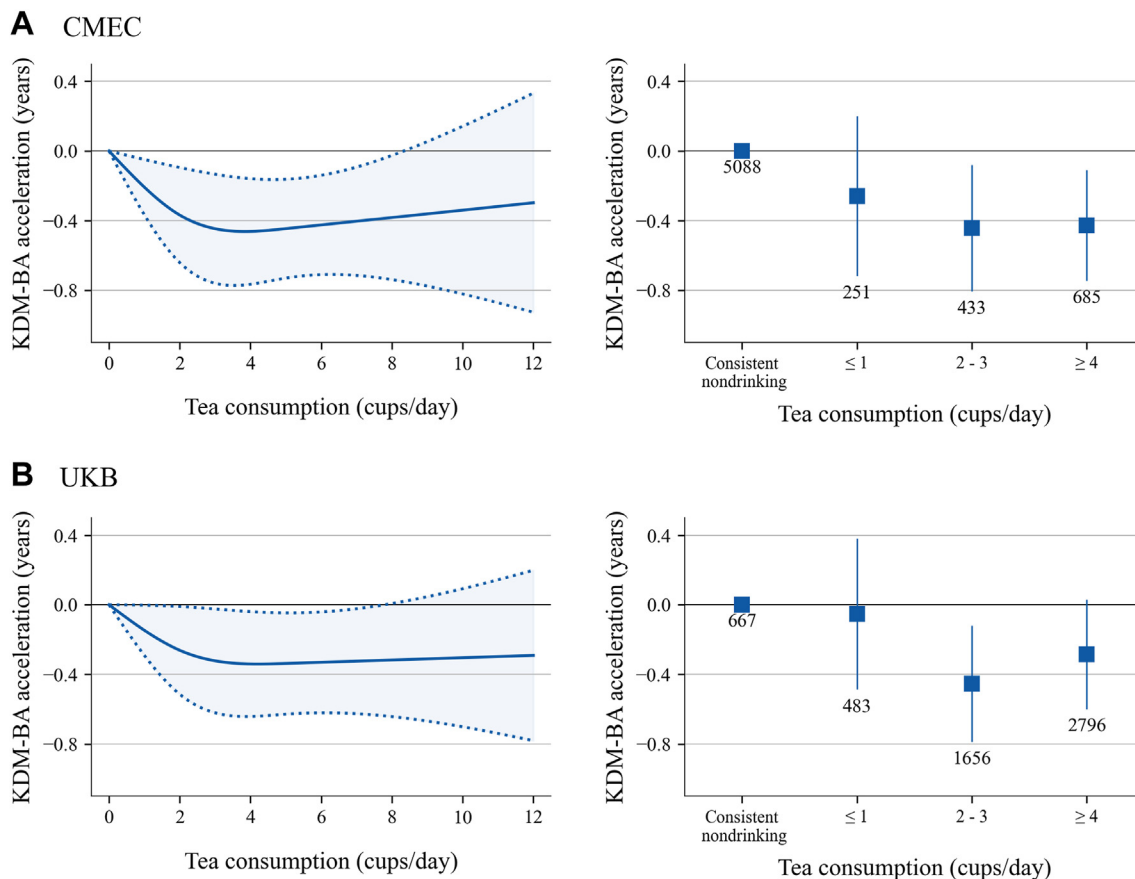 A CMEC
KDM-BA acceleration (years)
0.4
0.0
−0.4
−0.8
0 2 4 6 8 10 12
Tea consumption (cups/day)
KDM-BA acceleration (years)
0.4
0.0
−0.4
−0.8
5088
251
433
685
Consistent
nondrinking
≤ 1
2 - 3
≥ 4
Tea consumption (cups/day)
B UKB
KDM-BA acceleration (years)
0.4
0.0
−0.4
−0.8
0 2 4 6 8 10 12
Tea consumption (cups/day)
KDM-BA acceleration (years)
0.4
0.0
−0.4
−0.8
667
483
1656
2796
Consistent
nondrinking
≤ 1
2 - 3
≥ 4
Tea consumption (cups/day)